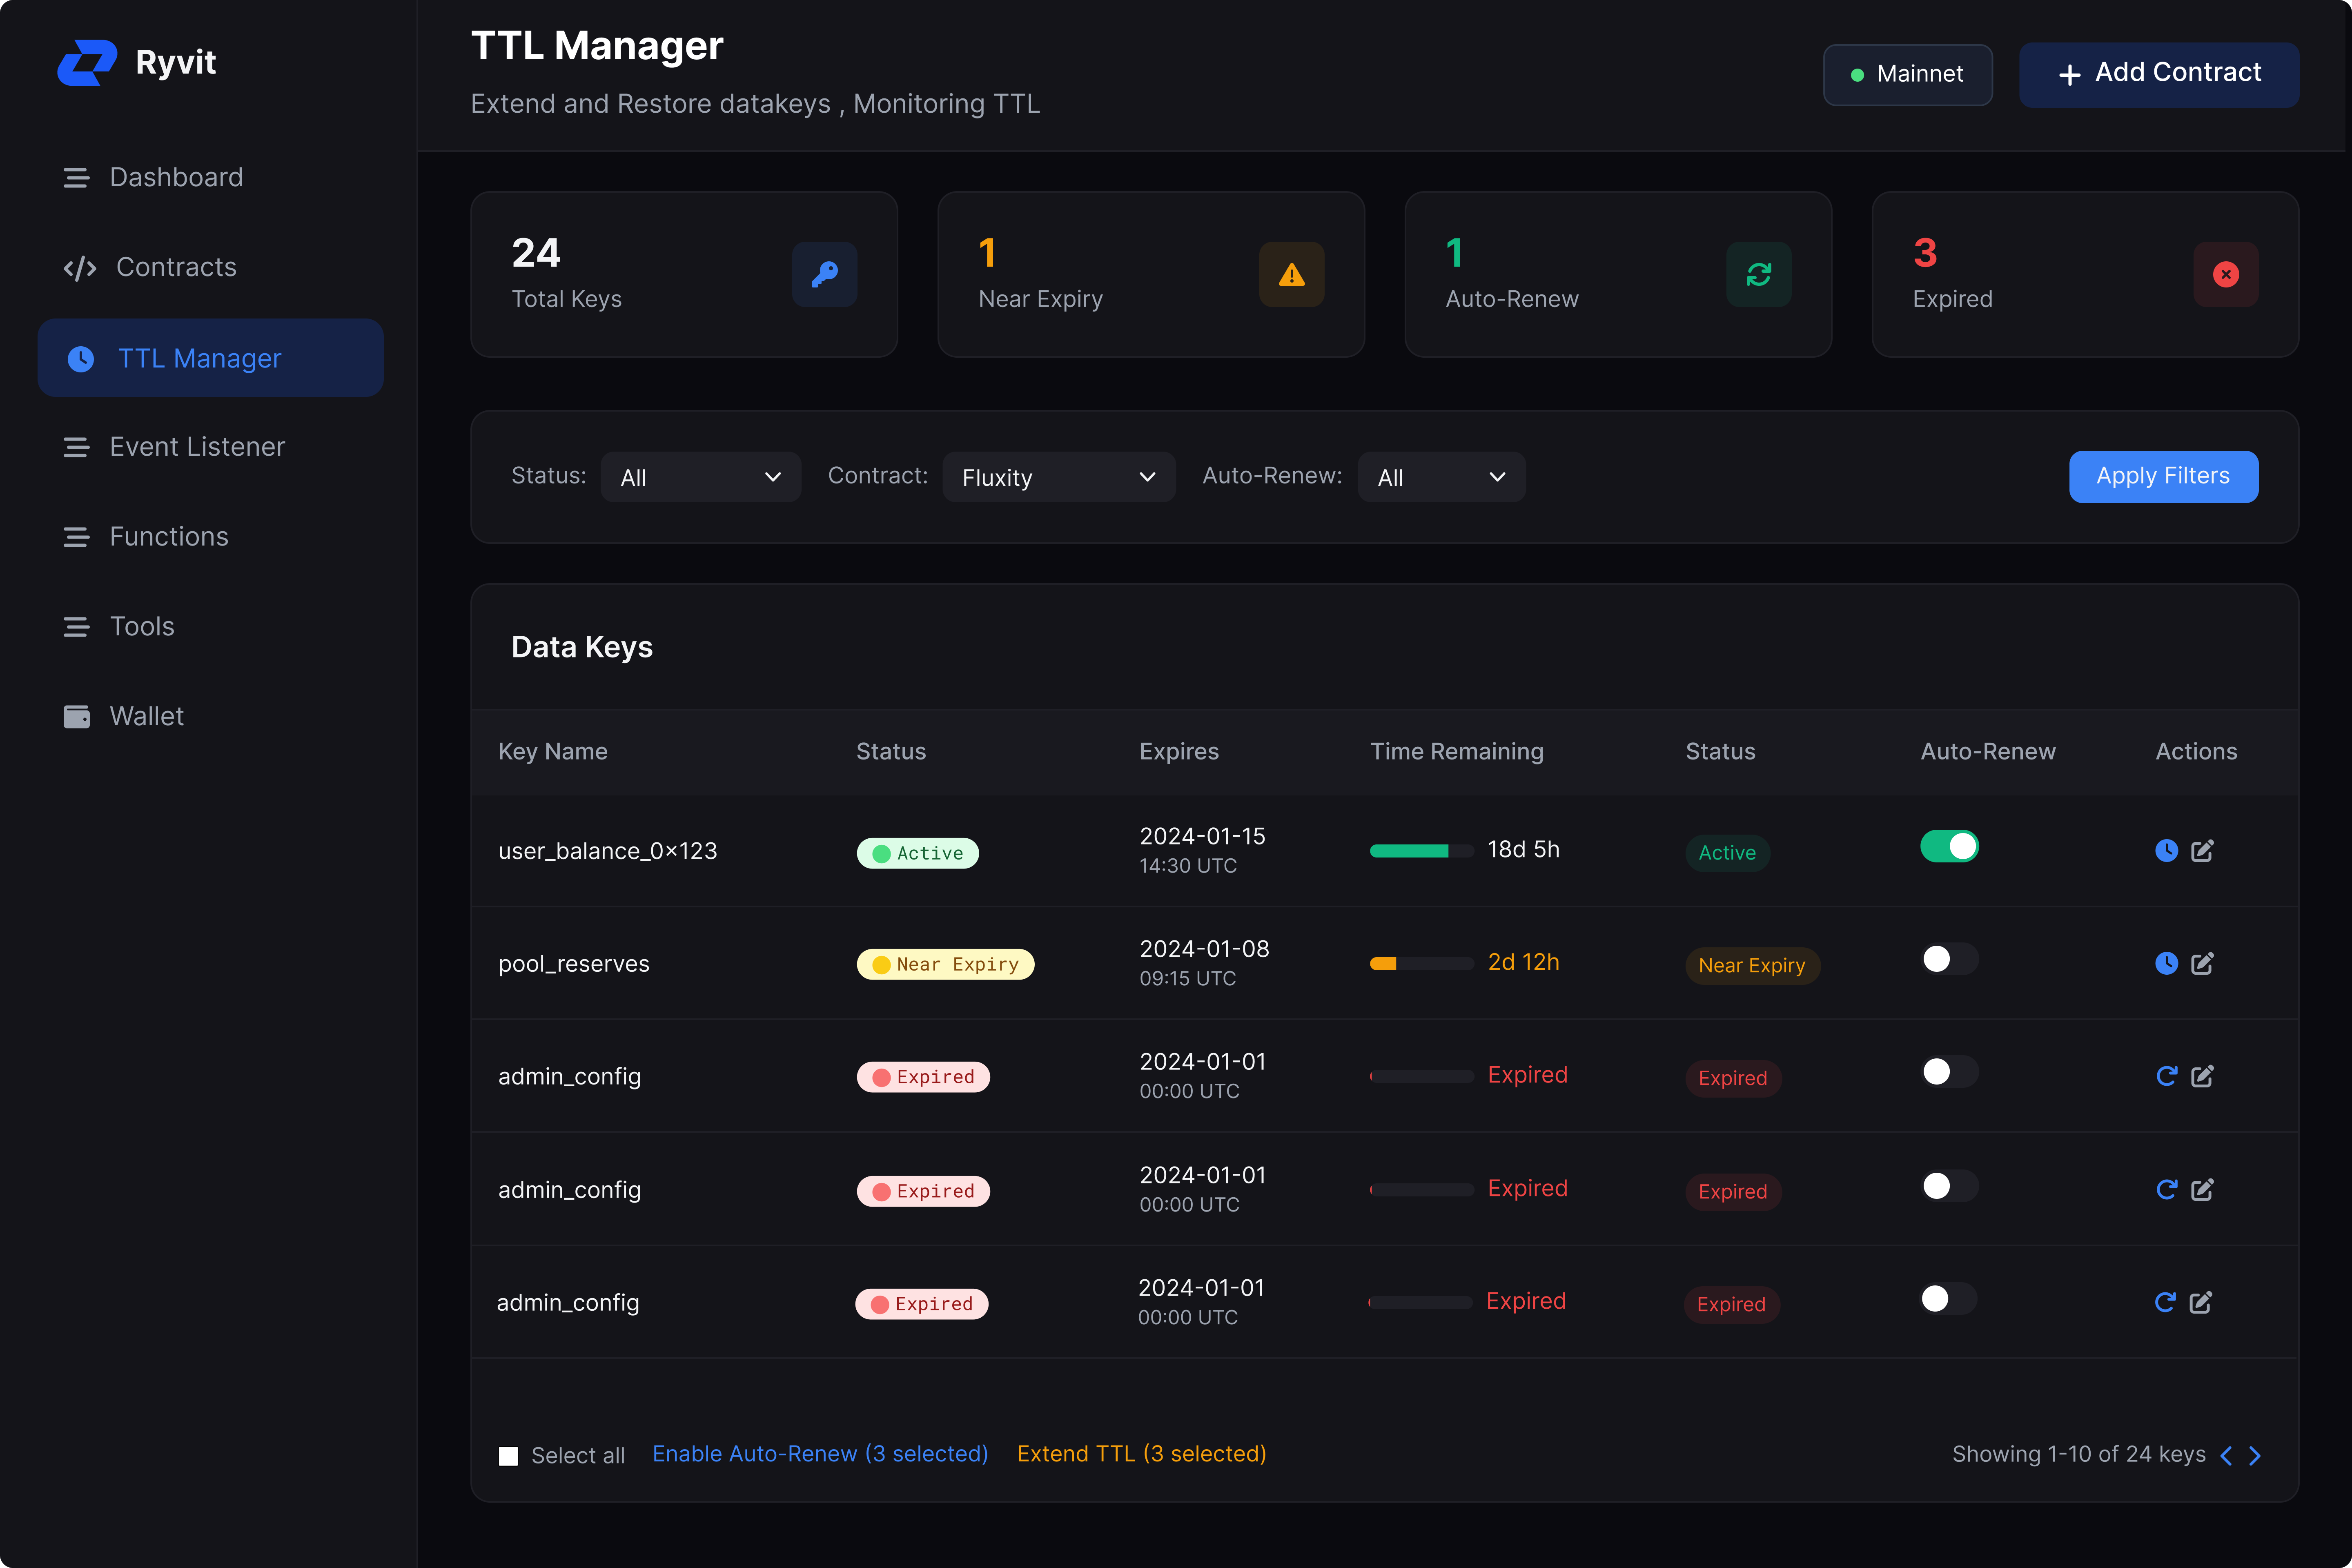 Ryvit
Dashboard
Contracts
TTL Manager
Event Listener
Functions
Tools
Wallet
TTL Manager
Extend and Restore datakeys , Monitoring TTL
Mainnet
+ Add Contract
24
Total Keys
1
Near Expiry
1
Auto-Renew
3
Expired
Status: All Contract: Fluxity Auto-Renew: All Apply Filters
Data Keys
Key Name Status Expires Time Remaining Status Auto-Renew Actions
user_balance_0×123 Active 2024-01-15 18d 5h Active
14:30 UTC
pool_reserves Near Expiry 2024-01-08 2d 12h Near Expiry
09:15 UTC
admin_config Expired 2024-01-01 Expired Expired
00:00 UTC
admin_config Expired 2024-01-01 Expired Expired
00:00 UTC
admin_config Expired 2024-01-01 Expired Expired
00:00 UTC
Select all Enable Auto-Renew (3 selected) Extend TTL (3 selected) Showing 1-10 of 24 keys